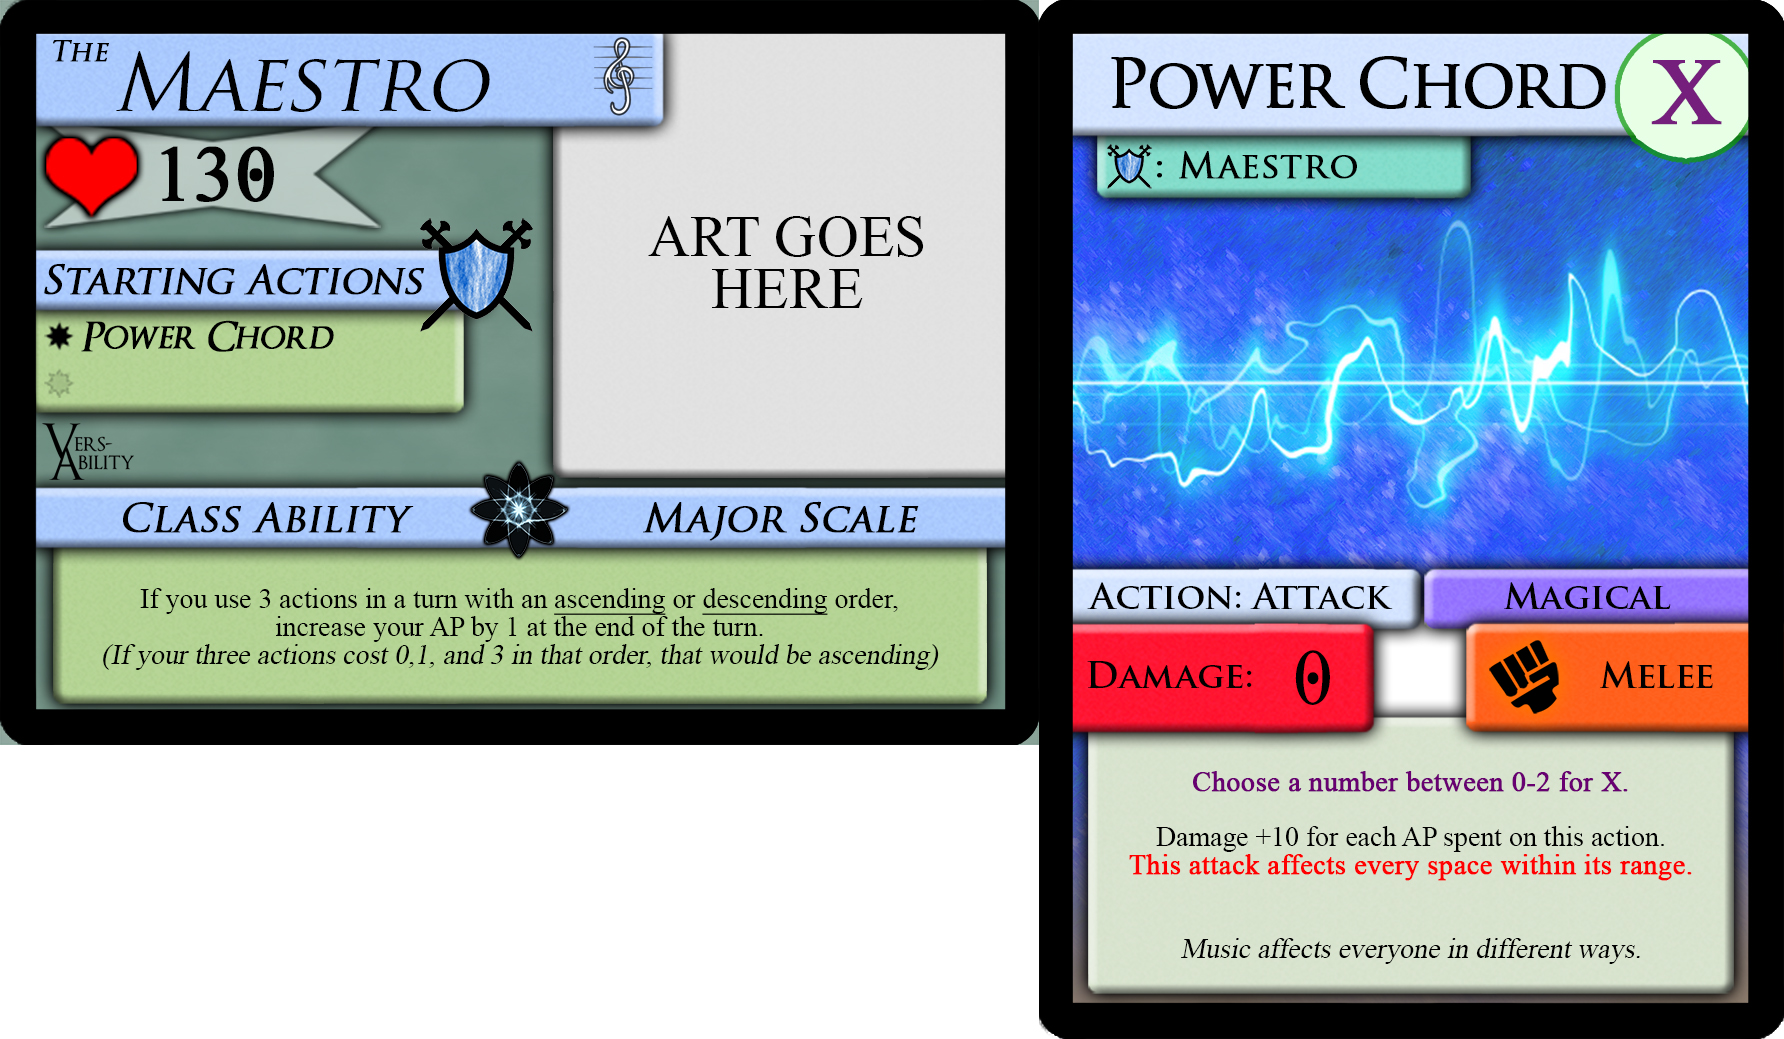 THE
MAESTRO
130
STARTING ACTIONS
POWER CHORD
VERS-
ABILITY
ART GOES
HERE
CLASS ABILITY
MAJOR SCALE
If you use 3 actions in a turn with an ascending or descending order,
increase your AP by 1 at the end of the turn.
(If your three actions cost 0,1, and 3 in that order, that would be ascending)
POWER CHORD
X
: MAESTRO
ACTION: ATTACK
MAGICAL
DAMAGE: 0
MELEE
Choose a number between 0-2 for X.
Damage +10 for each AP spent on this action.
This attack affects every space within its range.
Music affects everyone in different ways.